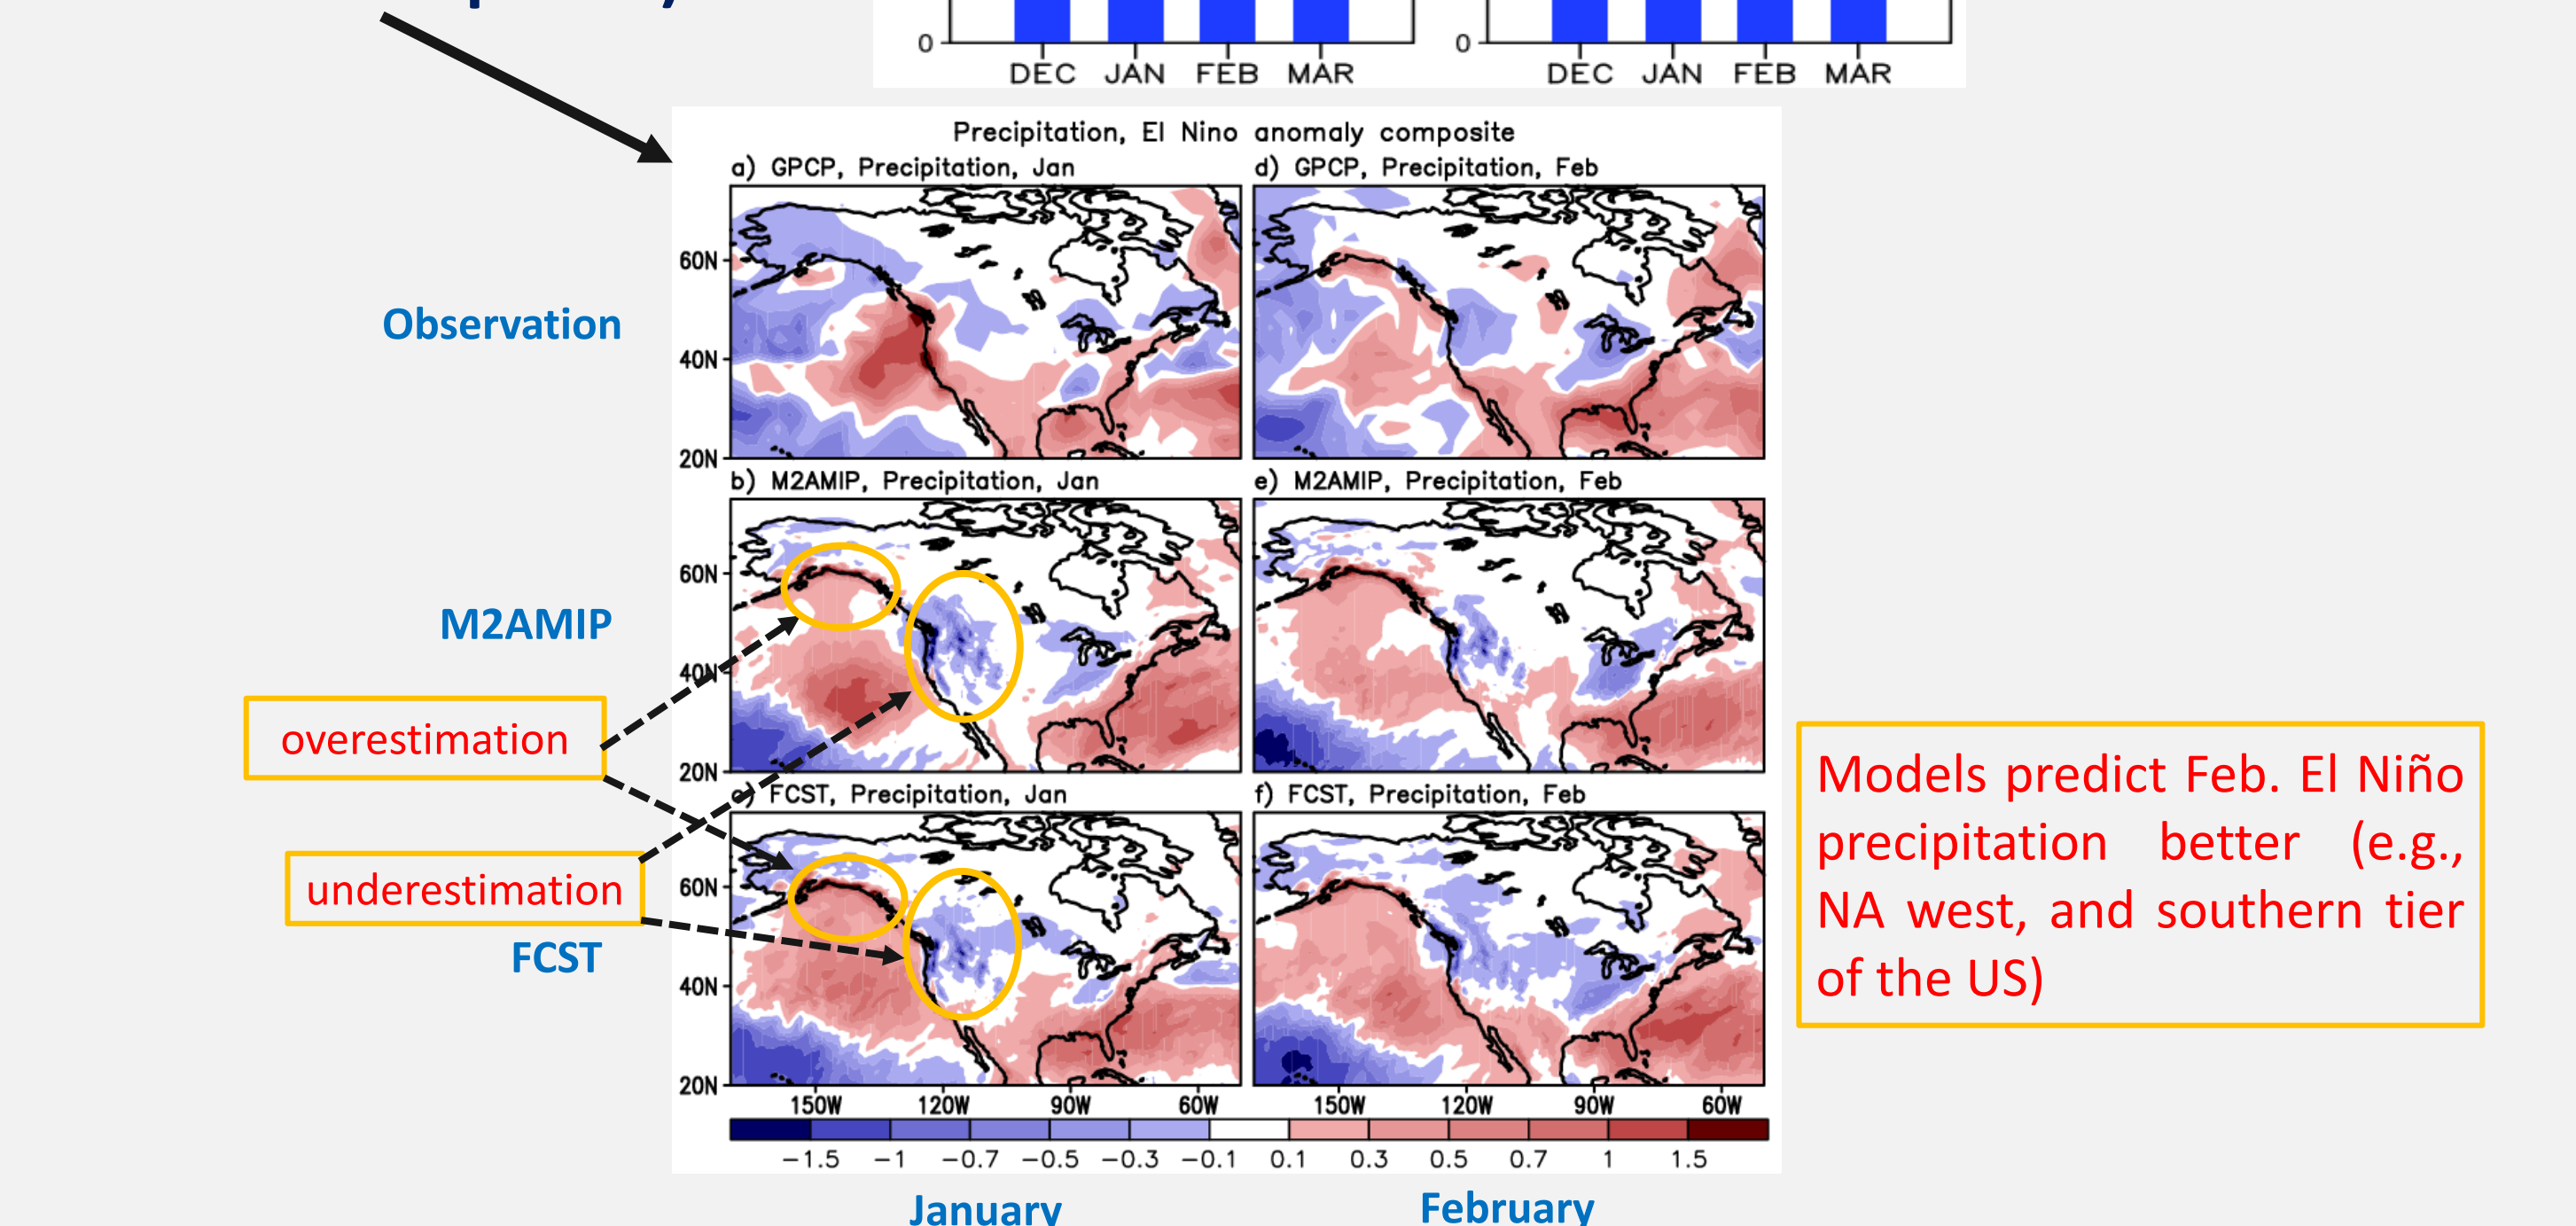 0
DEC JAN FEB MAR
0
DEC JAN FEB MAR
Precipitation, El Nino anomaly composite
a) GPCP, Precipitation, Jan
d) GPCP, Precipitation, Feb
60N
40N
20N
Observation
b) M2AMIP, Precipitation, Jan
e) M2AMIP, Precipitation, Feb
60N
40N
20N
M2AMIP
overestimation
underestimation
FCST
c) FCST, Precipitation, Jan
f) FCST, Precipitation, Feb
60N
40N
20N
150W 120W 90W 60W
150W 120W 90W 60W
−1.5 −1 −0.7 −0.5 −0.3 −0.1 0.1 0.3 0.5 0.7 1 1.5
January
February
Models predict Feb. El Niño
precipitation better (e.g.,
NA west, and southern tier
of the US)